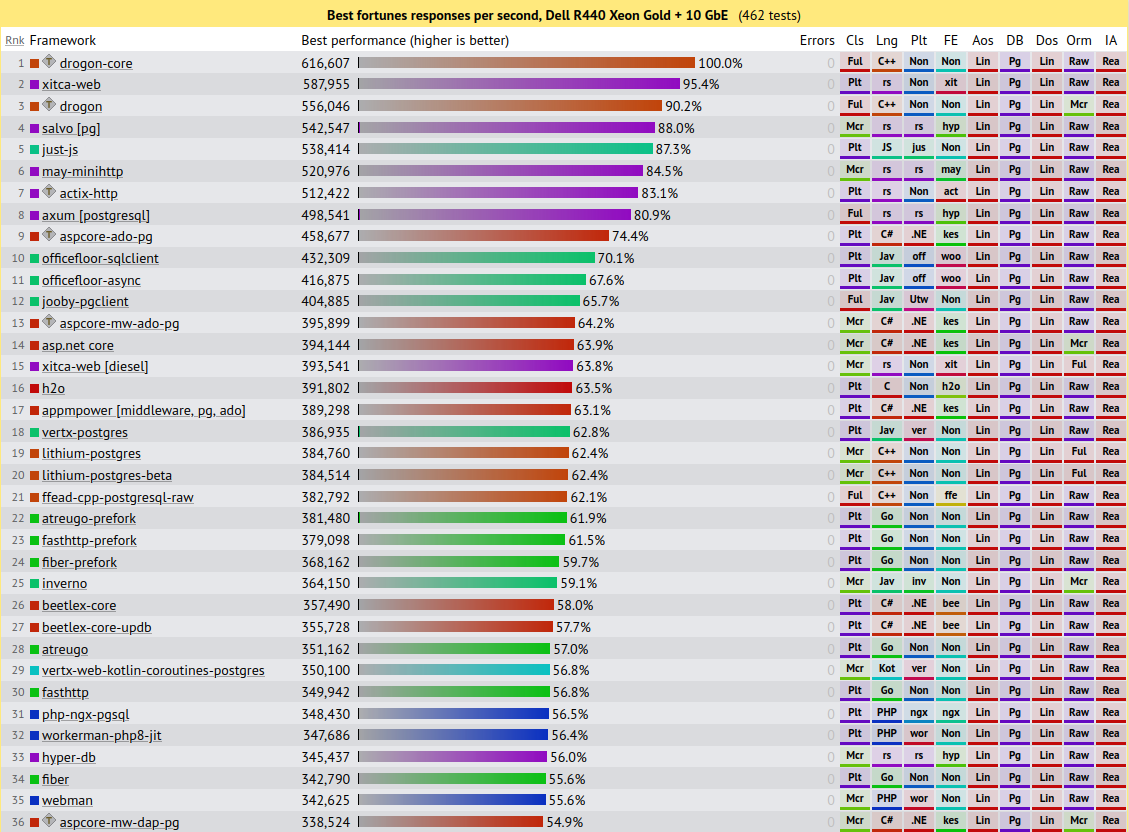 Best fortunes responses per second, Dell R440 Xeon Gold + 10 GbE (462 tests)
Rnk Framework Best performance (higher is better) Errors Cls Lng Plt FE Aos DB Dos Orm IA
1 T drogon-core 616,607 100.0% 0 Ful C++ Non Non Lin Pg Lin Raw Rea
2 xitca-web 587,955 95.4% 0 Plt rs Non xit Lin Pg Lin Raw Rea
3 T drogon 556,046 90.2% 0 Ful C++ Non Non Lin Pg Lin Mcr Rea
4 salvo [pg] 542,547 88.0% 0 Mcr rs rs hyp Lin Pg Lin Raw Rea
5 just-js 538,414 87.3% 0 Plt JS jus Non Lin Pg Lin Raw Rea
6 may-minihttp 520,976 84.5% 0 Mcr rs rs may Lin Pg Lin Raw Rea
7 T actix-http 512,422 83.1% 0 Plt rs Non act Lin Pg Lin Raw Rea
8 axum [postgresql] 498,541 80.9% 0 Ful rs rs hyp Lin Pg Lin Raw Rea
9 T aspcore-ado-pg 458,677 74.4% 0 Plt C# .NE kes Lin Pg Lin Raw Rea
10 officefloor-sqlclient 432,309 70.1% 0 Plt Jav off woo Lin Pg Lin Raw Rea
11 officefloor-async 416,875 67.6% 0 Plt Jav off woo Lin Pg Lin Raw Rea
12 jooby-pgclient 404,885 65.7% 0 Ful Jav Utw Non Lin Pg Lin Raw Rea
13 T aspcore-mw-ado-pg 395,899 64.2% 0 Mcr C# .NE kes Lin Pg Lin Raw Rea
14 asp.net core 394,144 63.9% 0 Mcr C# .NE kes Lin Pg Lin Mcr Rea
15 xitca-web [diesel] 393,541 63.8% 0 Mcr rs Non xit Lin Pg Lin Ful Rea
16 h2o 391,802 63.5% 0 Plt C Non h2o Lin Pg Lin Raw Rea
17 appmpower [middleware, pg, ado] 389,298 63.1% 0 Plt C# .NE kes Lin Pg Lin Raw Rea
18 vertx-postgres 386,935 62.8% 0 Plt Jav ver Non Lin Pg Lin Raw Rea
19 lithium-postgres 384,760 62.4% 0 Mcr C++ Non Non Lin Pg Lin Ful Rea
20 lithium-postgres-beta 384,514 62.4% 0 Mcr C++ Non Non Lin Pg Lin Ful Rea
21 ffead-cpp-postgresql-raw 382,792 62.1% 0 Ful C++ Non ffe Lin Pg Lin Raw Rea
22 atreugo-prefork 381,480 61.9% 0 Plt Go Non Non Lin Pg Lin Raw Rea
23 fasthttp-prefork 379,098 61.5% 0 Plt Go Non Non Lin Pg Lin Raw Rea
24 fiber-prefork 368,162 59.7% 0 Plt Go Non Non Lin Pg Lin Raw Rea
25 inverno 364,150 59.1% 0 Mcr Jav inv Non Lin Pg Lin Mcr Rea
26 beetlex-core 357,490 58.0% 0 Plt C# .NE bee Lin Pg Lin Raw Rea
27 beetlex-core-updb 355,728 57.7% 0 Plt C# .NE bee Lin Pg Lin Raw Rea
28 atreugo 351,162 57.0% 0 Plt Go Non Non Lin Pg Lin Raw Rea
29 vertx-web-kotlin-coroutines-postgres 350,100 56.8% 0 Mcr Kot ver Non Lin Pg Lin Raw Rea
30 fasthttp 349,942 56.8% 0 Plt Go Non Non Lin Pg Lin Raw Rea
31 php-ngx-pgsql 348,430 56.5% 0 Plt PHP ngx ngx Lin Pg Lin Raw Rea
32 workerman-php8-jit 347,686 56.4% 0 Plt PHP wor Non Lin Pg Lin Raw Rea
33 hyper-db 345,437 56.0% 0 Mcr rs rs hyp Lin Pg Lin Raw Rea
34 fiber 342,790 55.6% 0 Plt Go Non Non Lin Pg Lin Raw Rea
35 webman 342,625 55.6% 0 Mcr PHP wor Non Lin Pg Lin Raw Rea
36 T aspcore-mw-dap-pg 338,524 54.9% 0 Mcr C# .NE kes Lin Pg Lin Mcr Rea